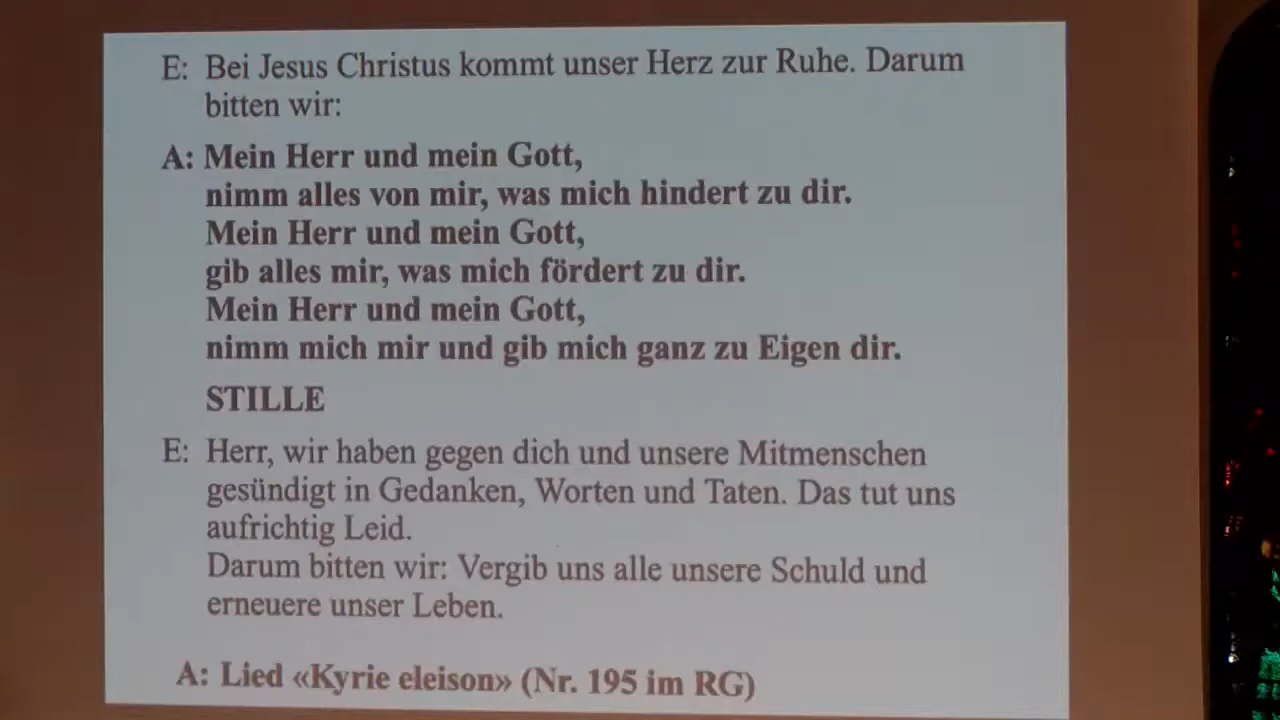 E: Bei Jesus Christus kommt unser Herz zur Ruhe. Darum
bitten wir:
A: Mein Herr und mein Gott,
nimm alles von mir, was mich hindert zu dir.
Mein Herr und mein Gott,
gib alles mir, was mich fördert zu dir.
Mein Herr und mein Gott,
nimm mich mir und gib mich ganz zu Eigen dir.
STILLE
E: Herr, wir haben gegen dich und unsere Mitmenschen
gesündigt in Gedanken, Worten und Taten. Das tut uns
aufrichtig Leid.
Darum bitten wir: Vergib uns alle unsere Schuld und
erneuere unser Leben.
A: Lied «Kyrie eleison» (Nr. 195 im RG)